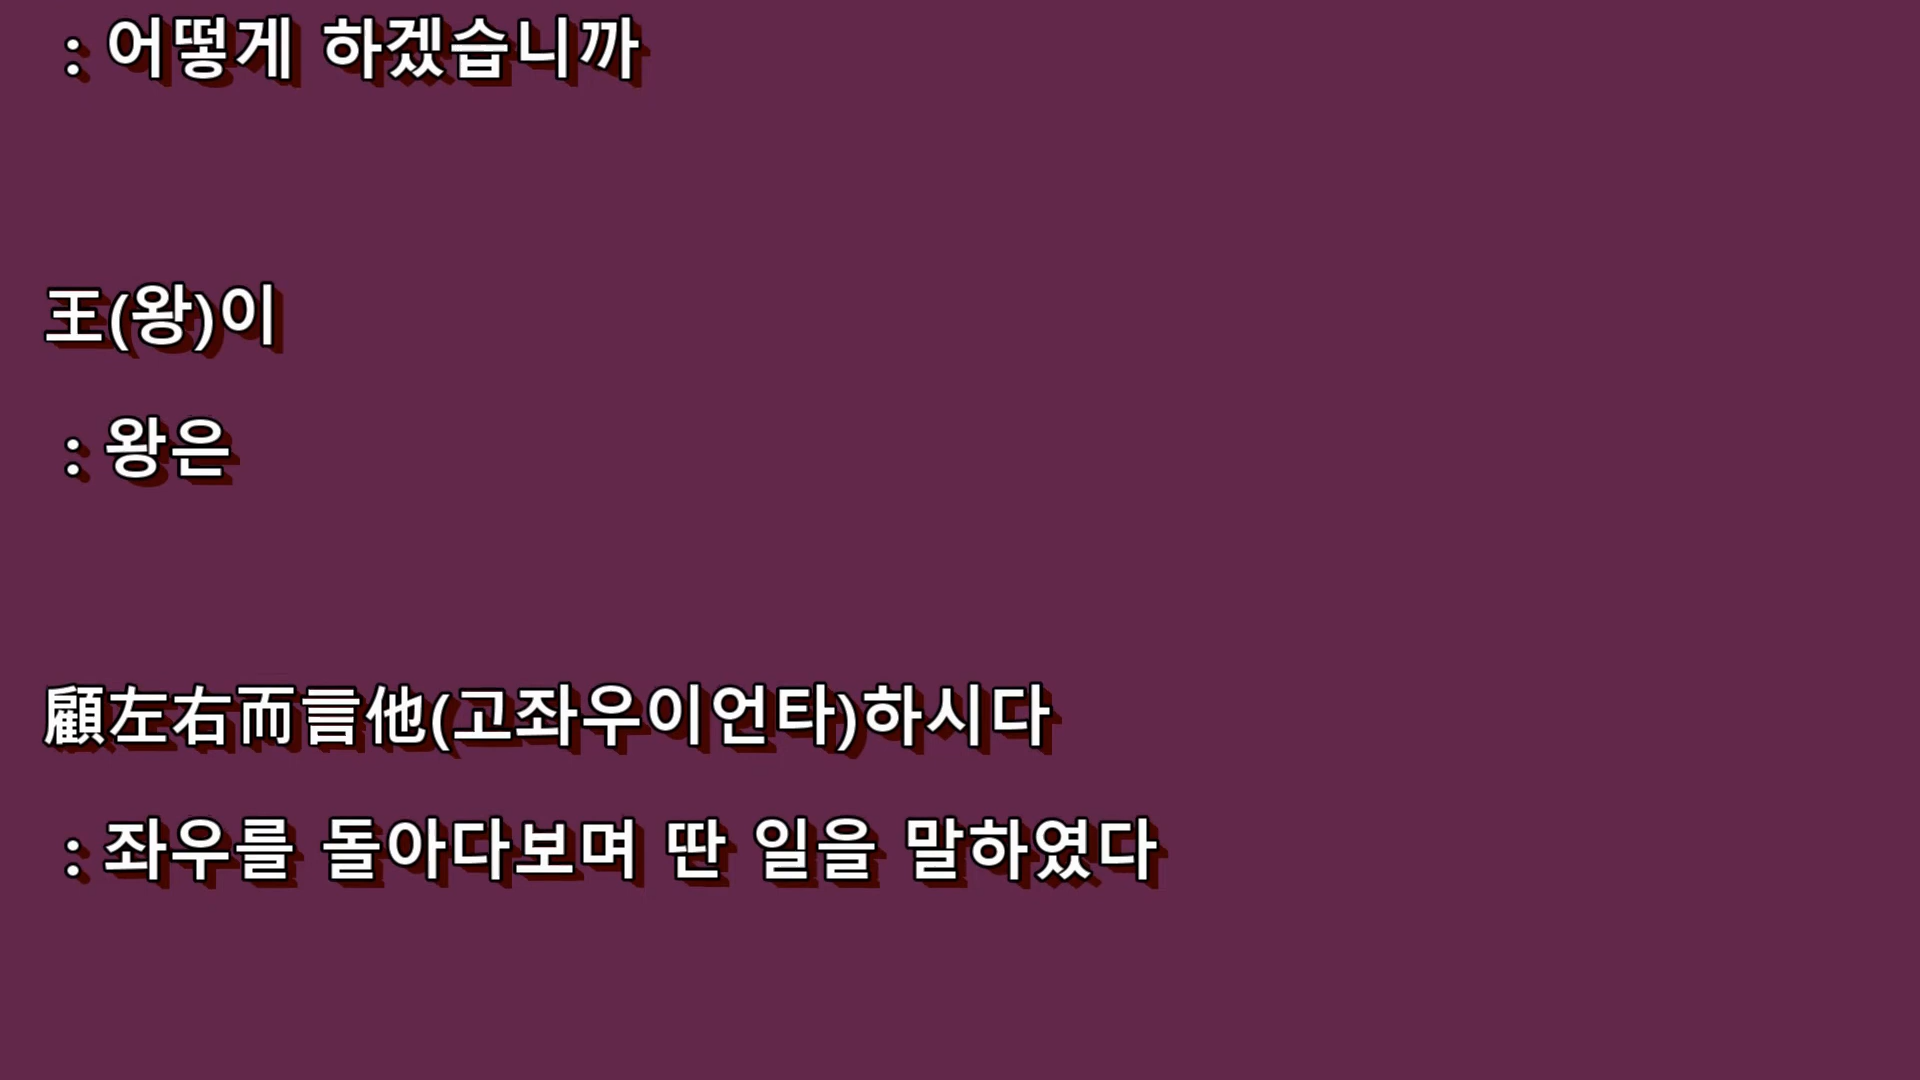 : 어떻게 하겠습니까
王(왕)이
: 왕은
顧左右而言他(고좌우이언타)하시다
: 좌우를 돌아다보며 딴 일을 말하였다